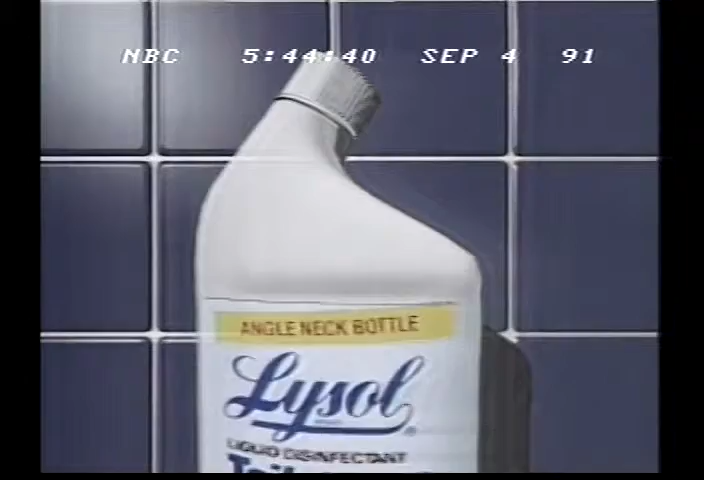 NBC 5:44:40 SEP 4 91
ANGLE NECK BOTTLE
Lysol
LIQUID DISINFECTANT